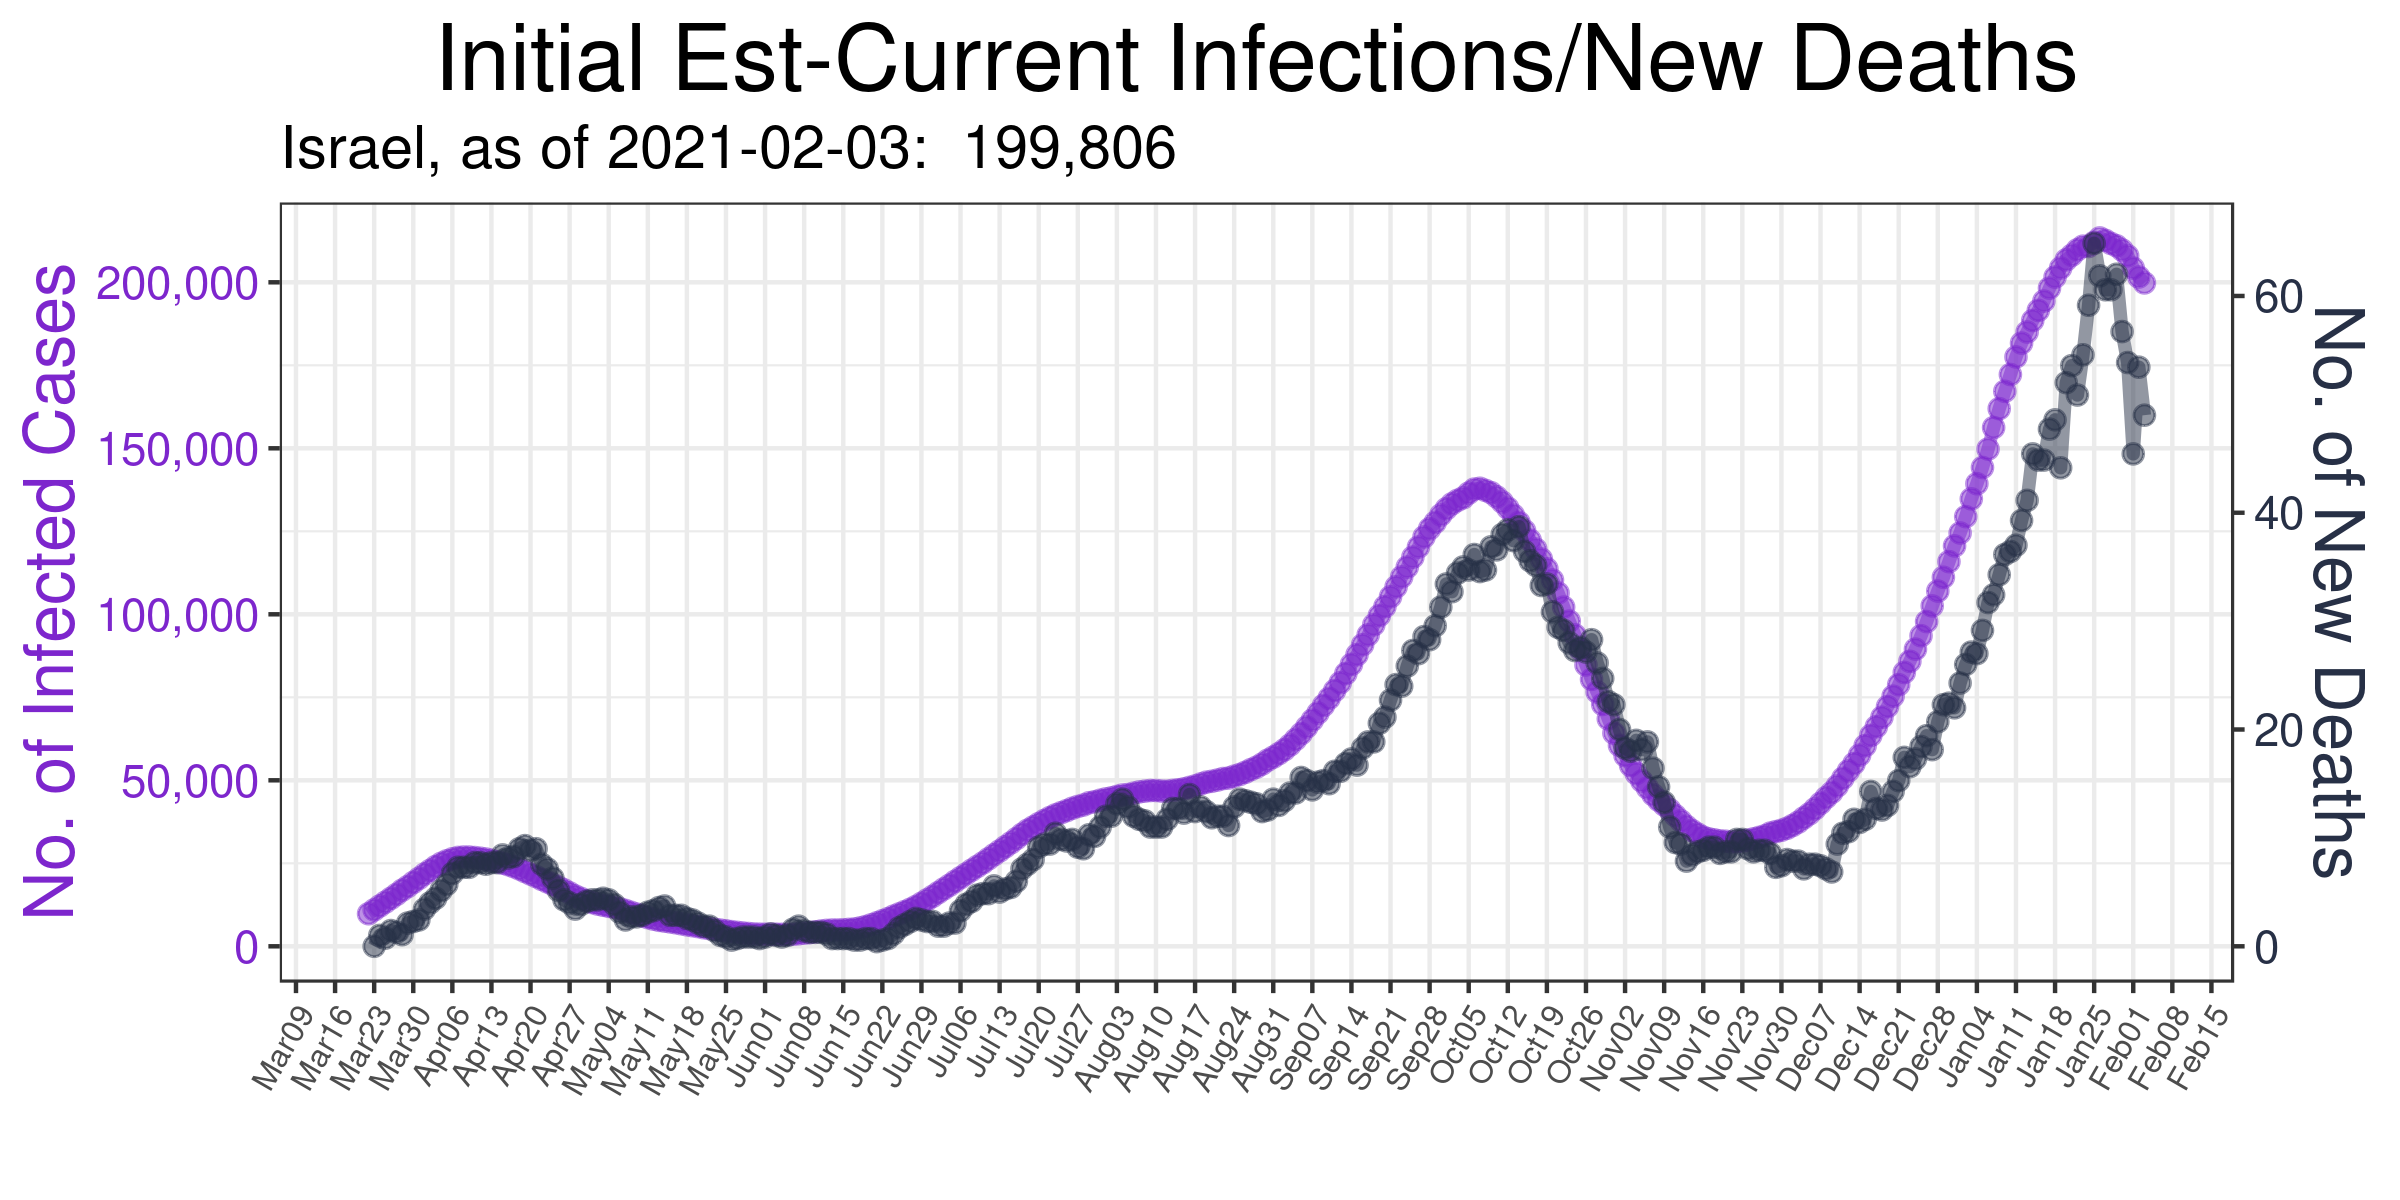 Initial Est-Current Infections/New Deaths
Israel, as of 2021-02-03:  199,806
No. of Infected Cases
200,000
150,000
100,000
50,000
0
60
40
20
0
No. of New Deaths
Mar09
Mar16
Mar23
Mar30
Apr06
Apr13
Apr20
Apr27
May04
May11
May18
May25
Jun01
Jun08
Jun15
Jun22
Jun29
Jul06
Jul13
Jul20
Jul27
Aug03
Aug10
Aug17
Aug24
Aug31
Sep07
Sep14
Sep21
Sep28
Oct05
Oct12
Oct19
Oct26
Nov02
Nov09
Nov16
Nov23
Nov30
Dec07
Dec14
Dec21
Dec28
Jan04
Jan11
Jan18
Jan25
Feb01
Feb08
Feb15